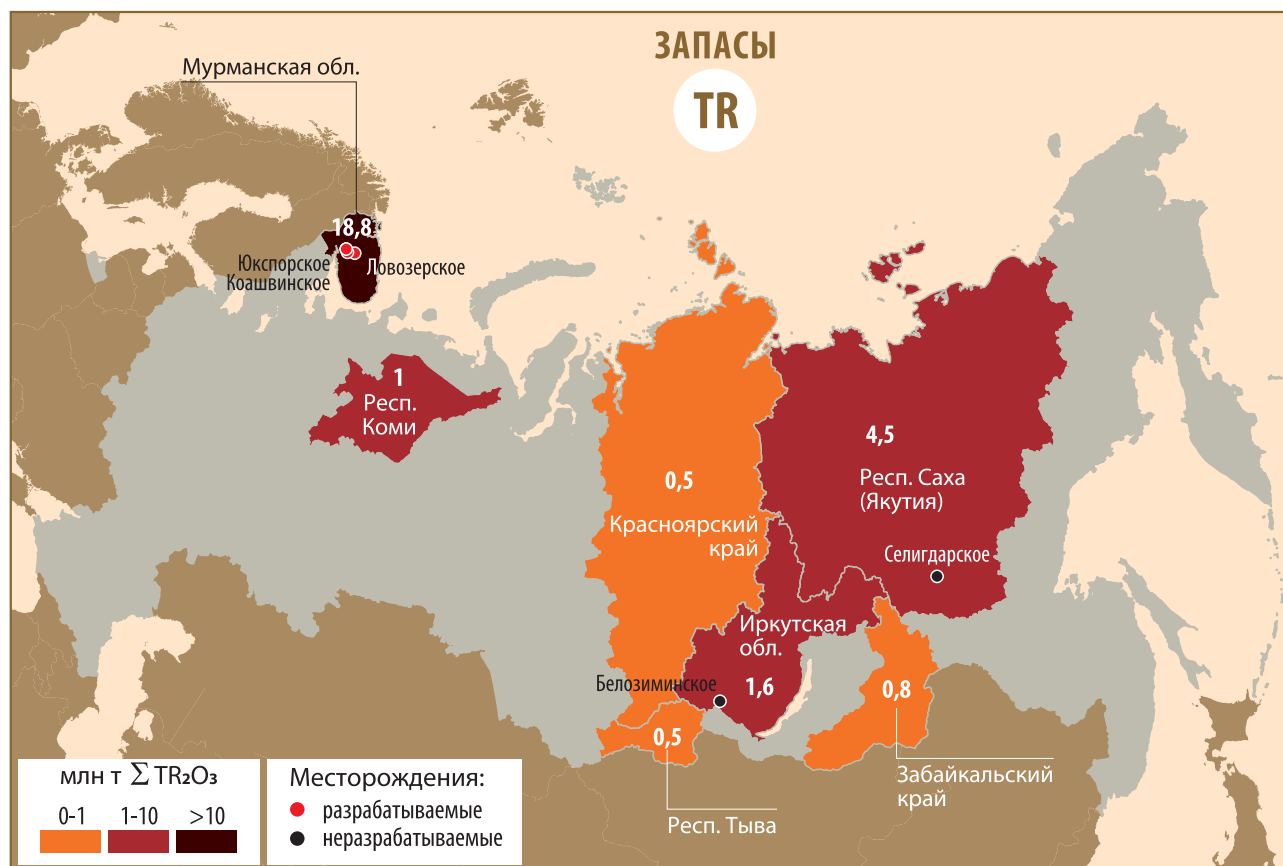 ЗАПАСЫ
TR
Мурманская обл.
18,8
Юкспорское
Коашвинское
Ловозерское
1
Респ.
Коми
0,5
Красноярский
край
4,5
Респ. Саха
(Якутия)
Селигдарское
Иркутская
обл.
1,6
Белозиминское
0,5
0,8
Забайкальский
край
Респ. Тыва
млн т ∑ TR₂O₃
0-1 1-10 >10
Месторождения:
разрабатываемые
неразрабатываемые